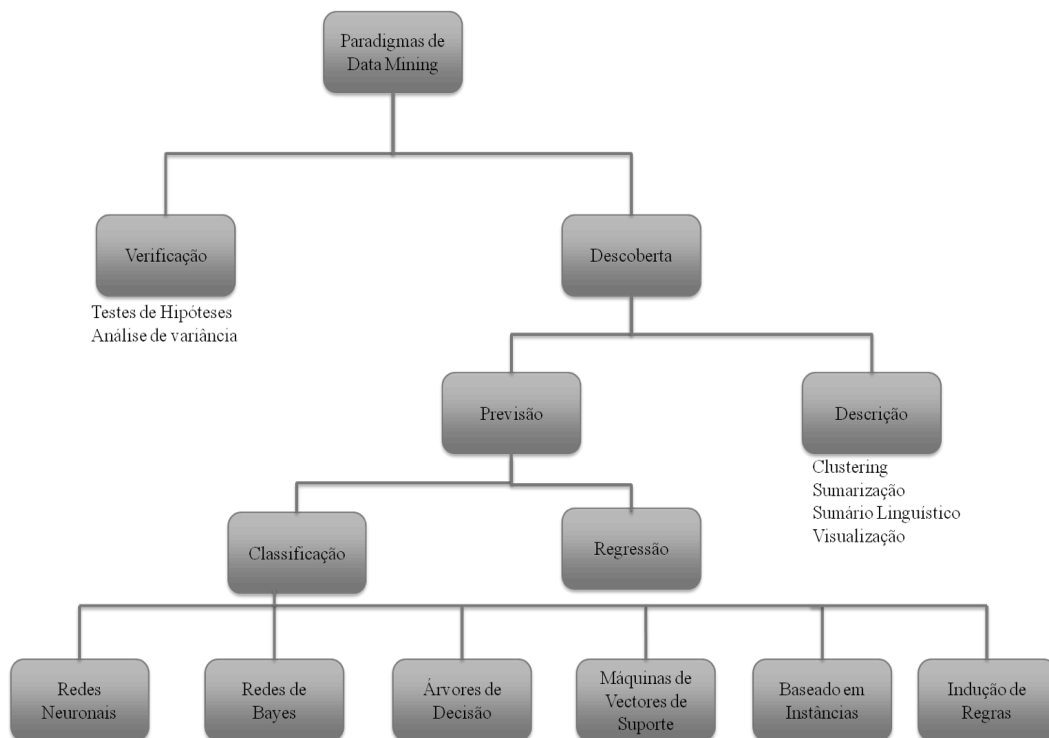 Paradigmas de
Data Mining
Verificação
Descoberta
Testes de Hipóteses
Análise de variância
Previsão
Descrição
Clustering
Sumarização
Sumário Linguístico
Visualização
Classificação
Regressão
Redes
Neuronais
Redes de
Bayes
Árvores de
Decisão
Máquinas de
Vectores de
Suporte
Baseado em
Instâncias
Indução de
Regras